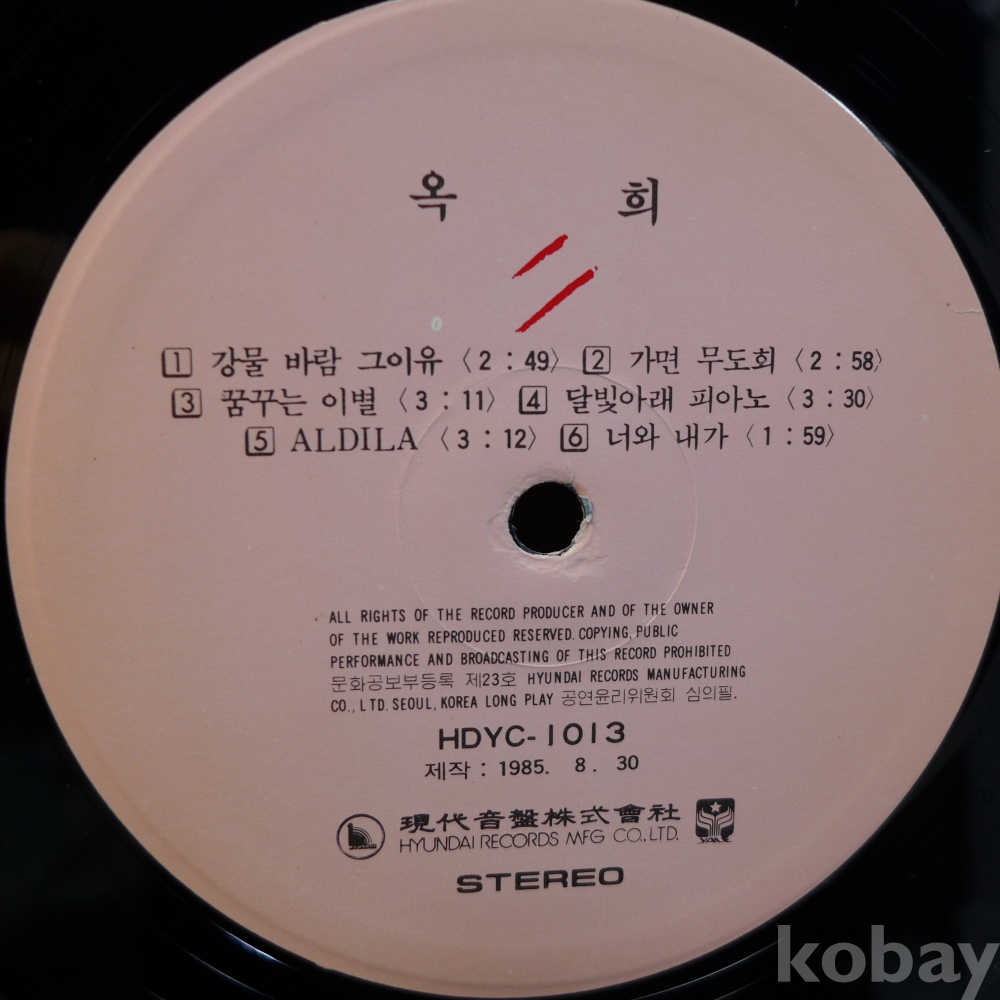 옥 희
1 강물 바람 그이유 〈2 : 49〉 2 가면 무도회 〈2 : 58〉
3 꿈꾸는 이별 〈3 : 11〉 4 달빛아래 피아노 〈3 : 30〉
5 ALDILA 〈3 : 12〉 6 너와 내가 〈1 : 59〉
ALL RIGHTS OF THE RECORD PRODUCER AND OF THE OWNER
OF THE WORK REPRODUCED RESERVED. COPYING, PUBLIC
PERFORMANCE AND BROADCASTING OF THIS RECORD PROHIBITED
문화공보부등록 제23호 HYUNDAI RECORDS MANUFACTURING
CO., LTD. SEOUL, KOREA LONG PLAY 공연윤리위원회 심의필.
HDYC-1013
제작 : 1985. 8. 30
現代音盤株式會社
HYUNDAI RECORDS MFG CO., LTD.
STEREO
kobay